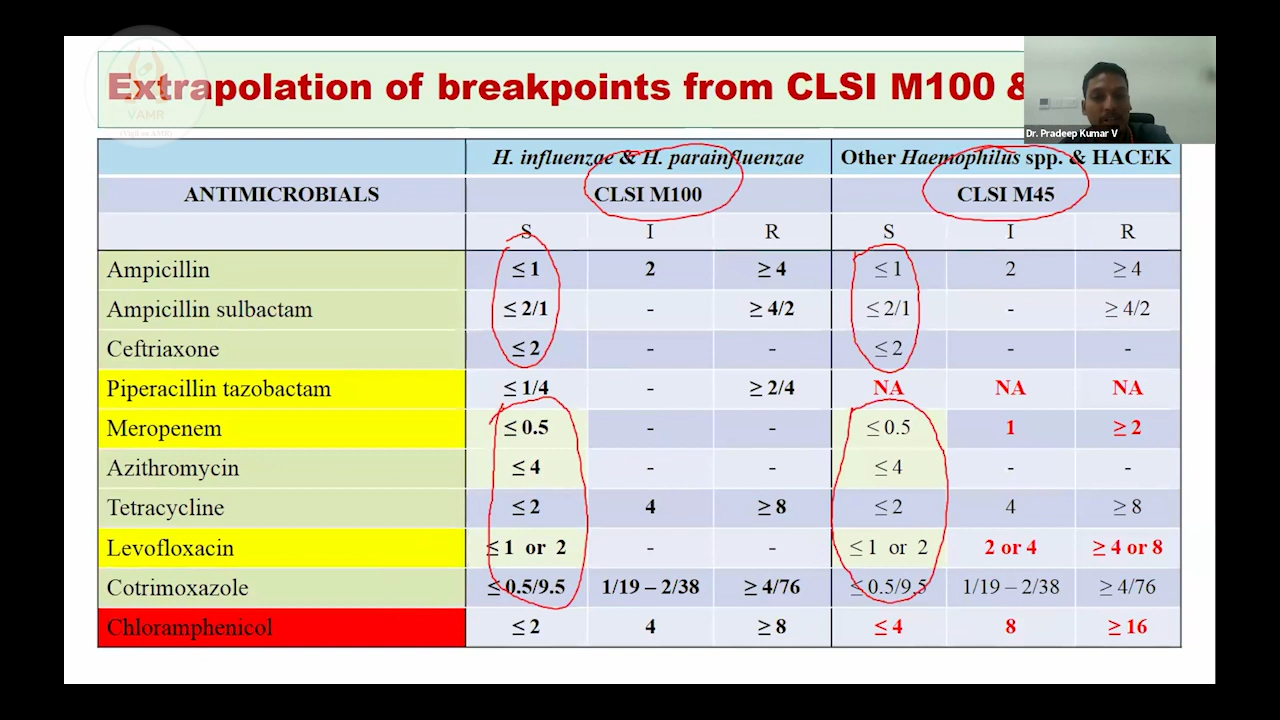 Extrapolation of breakpoints from CLSI M100 &
VAMR
Dr. Pradeep Kumar V
H. influenzae & H. parainfluenzae Other Haemophilus spp. & HACEK
ANTIMICROBIALS CLSI M100 CLSI M45
S I R S I R
Ampicillin ≤ 1 2 ≥ 4 ≤ 1 2 ≥ 4
Ampicillin sulbactam ≤ 2/1 - ≥ 4/2 ≤ 2/1 - ≥ 4/2
Ceftriaxone ≤ 2 - - ≤ 2 - -
Piperacillin tazobactam ≤ 1/4 - ≥ 2/4 NA NA NA
Meropenem ≤ 0.5 - - ≤ 0.5 1 ≥ 2
Azithromycin ≤ 4 - - ≤ 4 - -
Tetracycline ≤ 2 4 ≥ 8 ≤ 2 4 ≥ 8
Levofloxacin ≤ 1 or 2 - - ≤ 1 or 2 2 or 4 ≥ 4 or 8
Cotrimoxazole ≤ 0.5/9.5 1/19 – 2/38 ≥ 4/76 ≤ 0.5/9.5 1/19 – 2/38 ≥ 4/76
Chloramphenicol ≤ 2 4 ≥ 8 ≤ 4 8 ≥ 16